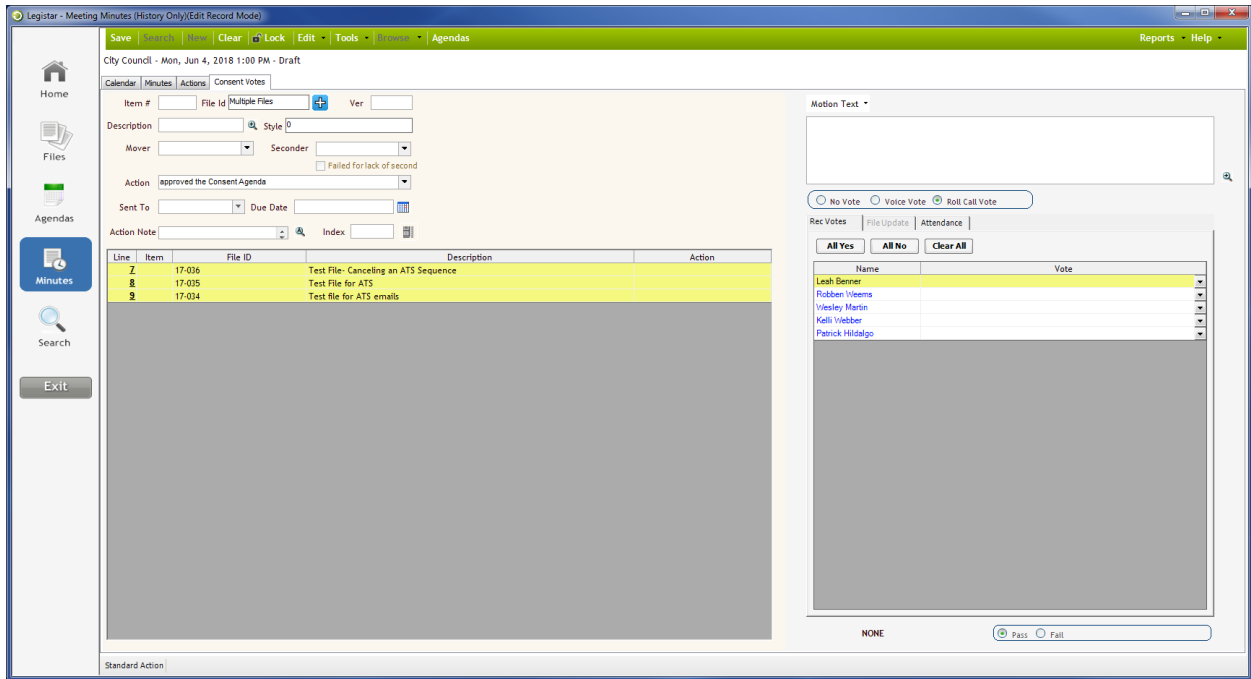 Legistar - Meeting Minutes (History Only)(Edit Record Mode)
Save Search New Clear Lock Edit Tools Browse Agendas Reports Help
City Council - Mon, Jun 4, 2018 1:00 PM - Draft
Calendar Minutes Actions Consent Votes
Home
Files
Agendas
Minutes
Search
Exit
Item # File Id Multiple Files Ver
Description Style 0
Mover Seconder
Failed for lack of second
Action approved the Consent Agenda
Sent To Due Date
Action Note Index
Line Item File ID Description Action
7 17-036 Test File- Canceling an ATS Sequence
8 17-035 Test File for ATS
9 17-034 Test file for ATS emails
Motion Text
No Vote Voice Vote Roll Call Vote
Rec Votes File Update Attendance
All Yes All No Clear All
Name Vote
Leah Benner
Robben Weems
Wesley Martin
Kelli Webber
Patrick Hildalgo
NONE Pass Fail
Standard Action